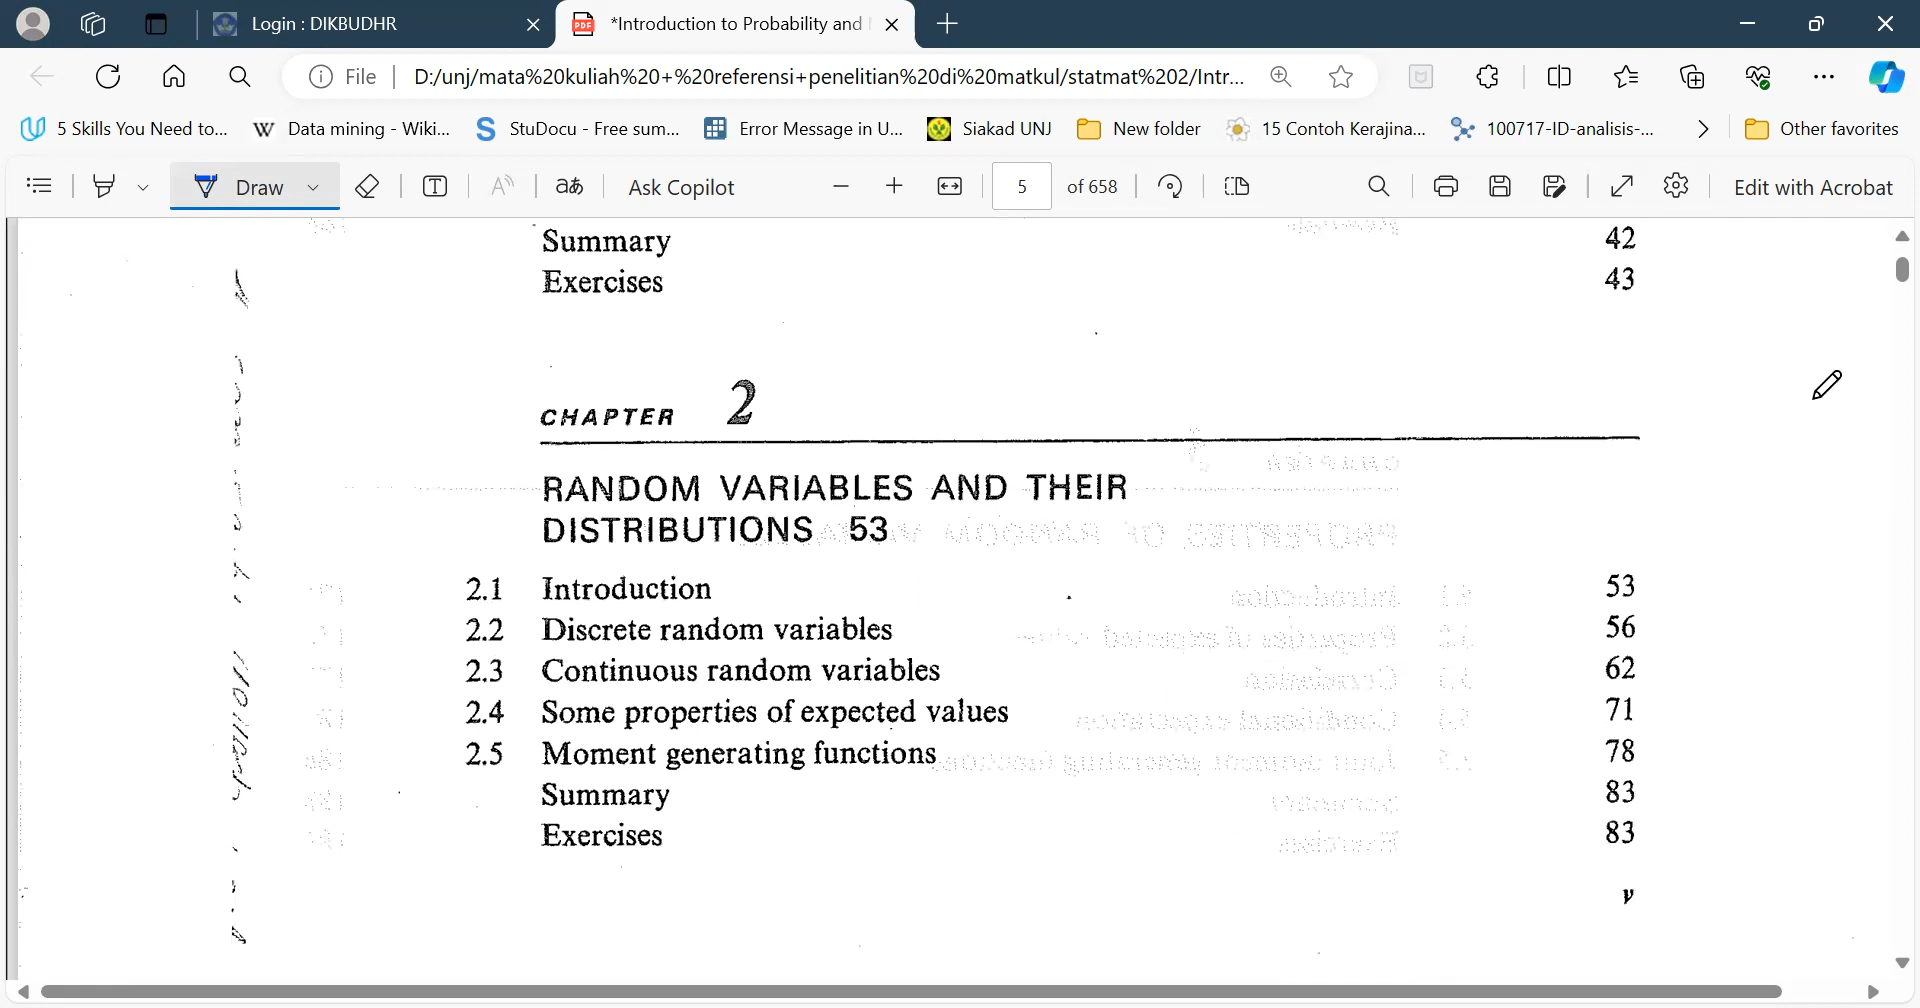 Login : DIKBUDHR
*Introduction to Probability and
File D:/unj/mata%20kuliah%20+%20referensi+penelitian%20di%20matkul/statmat%202/Intr...
5 Skills You Need to... Data mining - Wiki... StuDocu - Free sum... Error Message in U... Siakad UNJ New folder 15 Contoh Kerajina... 100717-ID-analisis-... Other favorites
Draw Ask Copilot 5 of 658 Edit with Acrobat
Summary 42
Exercises 43
CHAPTER 2
RANDOM VARIABLES AND THEIR
DISTRIBUTIONS 53
2.1 Introduction 53
2.2 Discrete random variables 56
2.3 Continuous random variables 62
2.4 Some properties of expected values 71
2.5 Moment generating functions 78
Summary 83
Exercises 83
v